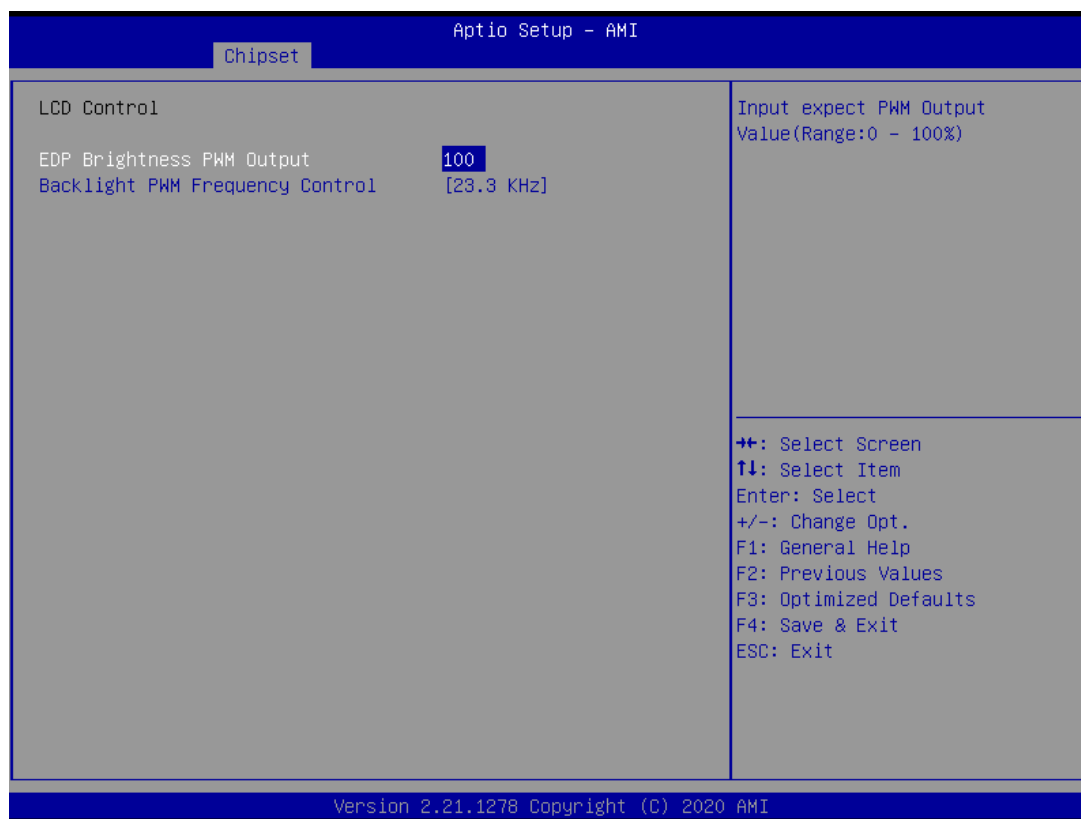 Aptio Setup – AMI
Chipset
LCD Control
EDP Brightness PWM Output 100
Backlight PWM Frequency Control [23.3 KHz]
Input expect PWM Output
Value(Range:0 – 100%)
→←: Select Screen
↑↓: Select Item
Enter: Select
+/-: Change Opt.
F1: General Help
F2: Previous Values
F3: Optimized Defaults
F4: Save & Exit
ESC: Exit
Version 2.21.1278 Copyright (C) 2020 AMI